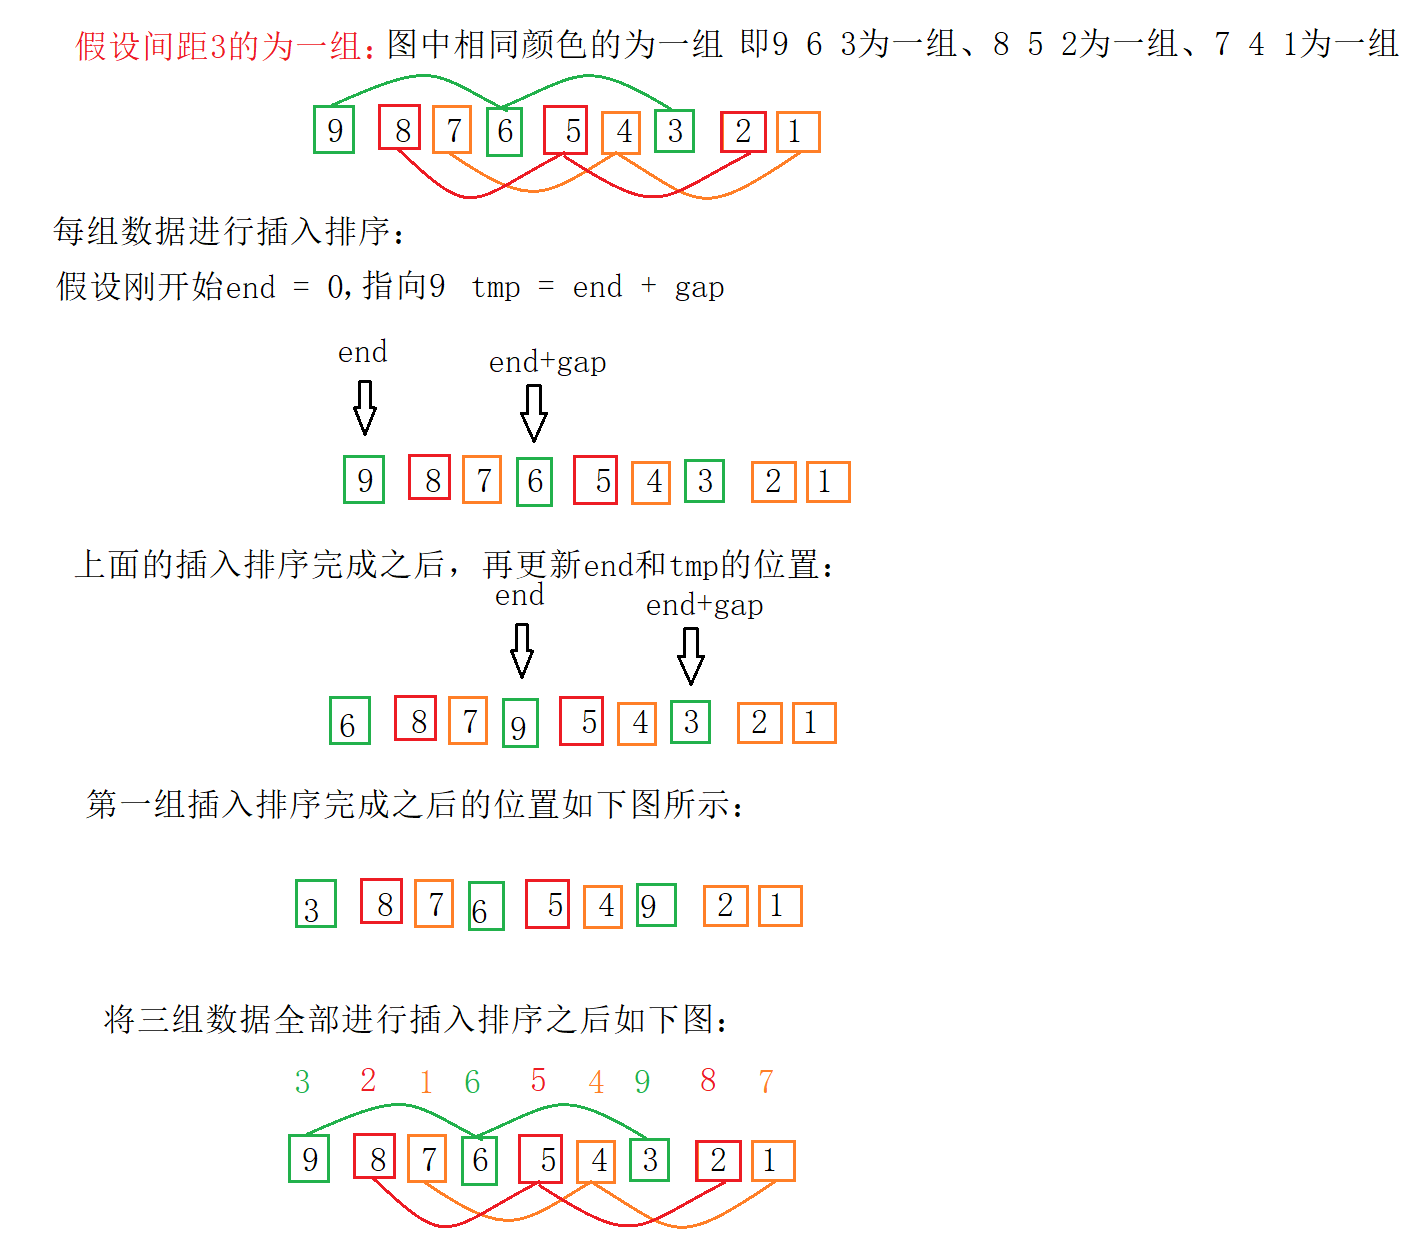 假设间距3的为一组：图中相同颜色的为一组 即9 6 3为一组、8 5 2为一组、7 4 1为一组
9 8 7 6 5 4 3 2 1
每组数据进行插入排序：
假设刚开始end = 0,指向9 tmp = end + gap
end end+gap
9 8 7 6 5 4 3 2 1
上面的插入排序完成之后，再更新end和tmp的位置：
end end+gap
6 8 7 9 5 4 3 2 1
第一组插入排序完成之后的位置如下图所示：
3 8 7 6 5 4 9 2 1
将三组数据全部进行插入排序之后如下图：
3 2 1 6 5 4 9 8 7
9 8 7 6 5 4 3 2 1